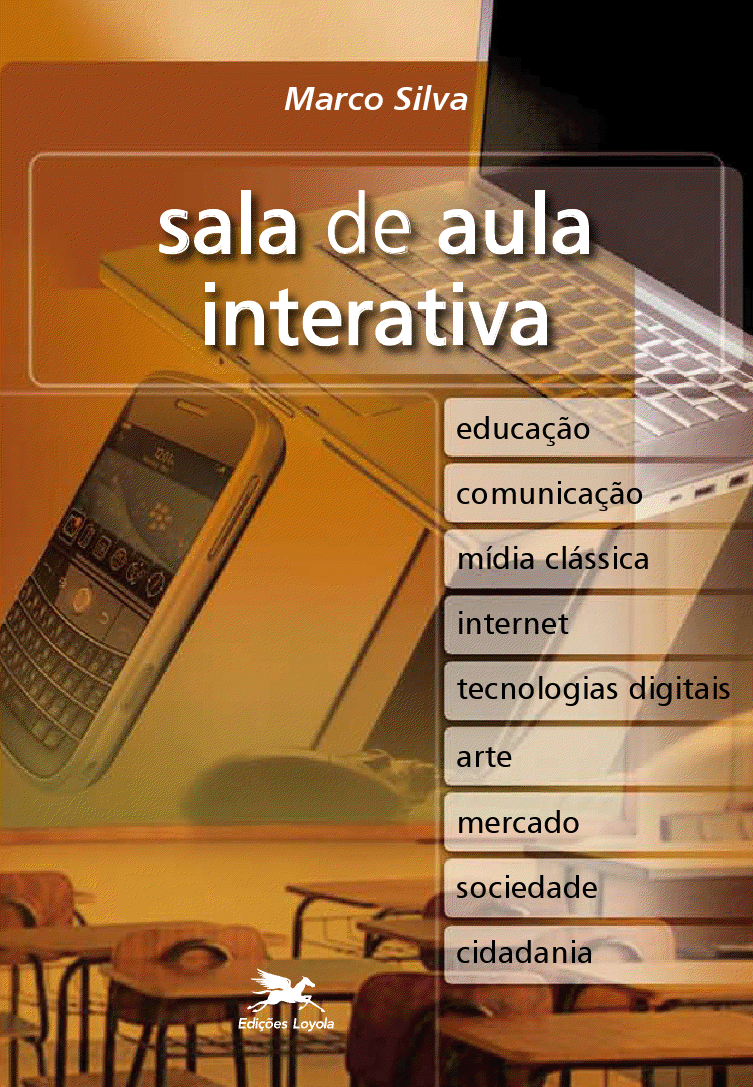 Marco Silva
sala de aula
interativa
educação
comunicação
mídia clássica
internet
tecnologias digitais
arte
mercado
sociedade
cidadania
Edições Loyola